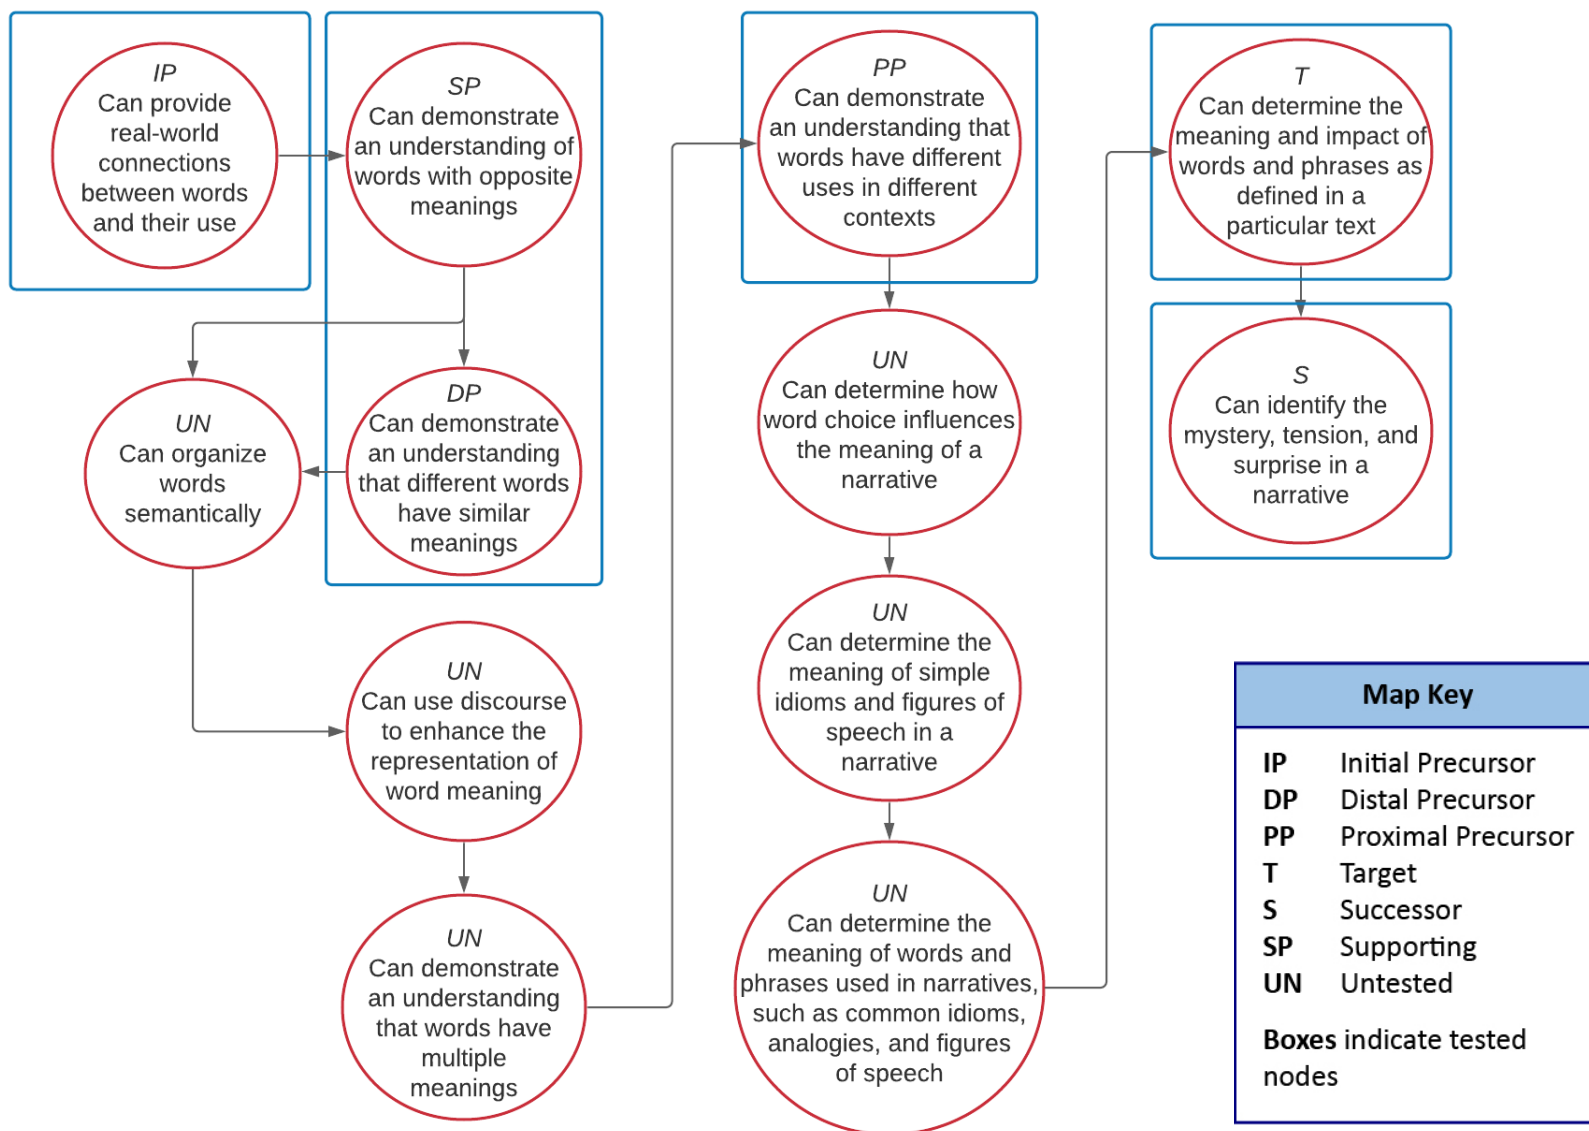 IP
Can provide
real-world
connections
between words
and their use
SP
Can demonstrate
an understanding of
words with opposite
meanings
UN
Can organize
words
semantically
DP
Can demonstrate
an understanding
that different words
have similar
meanings
UN
Can use discourse
to enhance the
representation of
word meaning
UN
Can demonstrate
an understanding
that words have
multiple
meanings
PP
Can demonstrate
an understanding that
words have different
uses in different
contexts
UN
Can determine how
word choice influences
the meaning of a
narrative
UN
Can determine the
meaning of simple
idioms and figures of
speech in a
narrative
UN
Can determine the
meaning of words and
phrases used in narratives,
such as common idioms,
analogies, and figures
of speech
T
Can determine the
meaning and impact of
words and phrases as
defined in a
particular text
S
Can identify the
mystery, tension, and
surprise in a
narrative
Map Key
IP Initial Precursor
DP Distal Precursor
PP Proximal Precursor
T Target
S Successor
SP Supporting
UN Untested
Boxes indicate tested
nodes